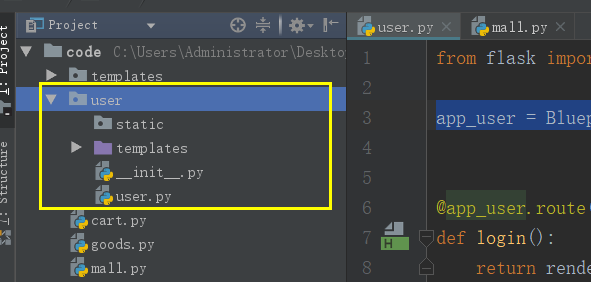 Project
user.py
mall.py
1: Project
7: Structure
code C:\Users\Administrator\Deskto
templates
user
static
templates
__init__.py
user.py
cart.py
goods.py
mall.py
1 from flask impor
2
3 app_user = Bluep
4
5
6 @app_user.route(
7 def login():
8 return rende